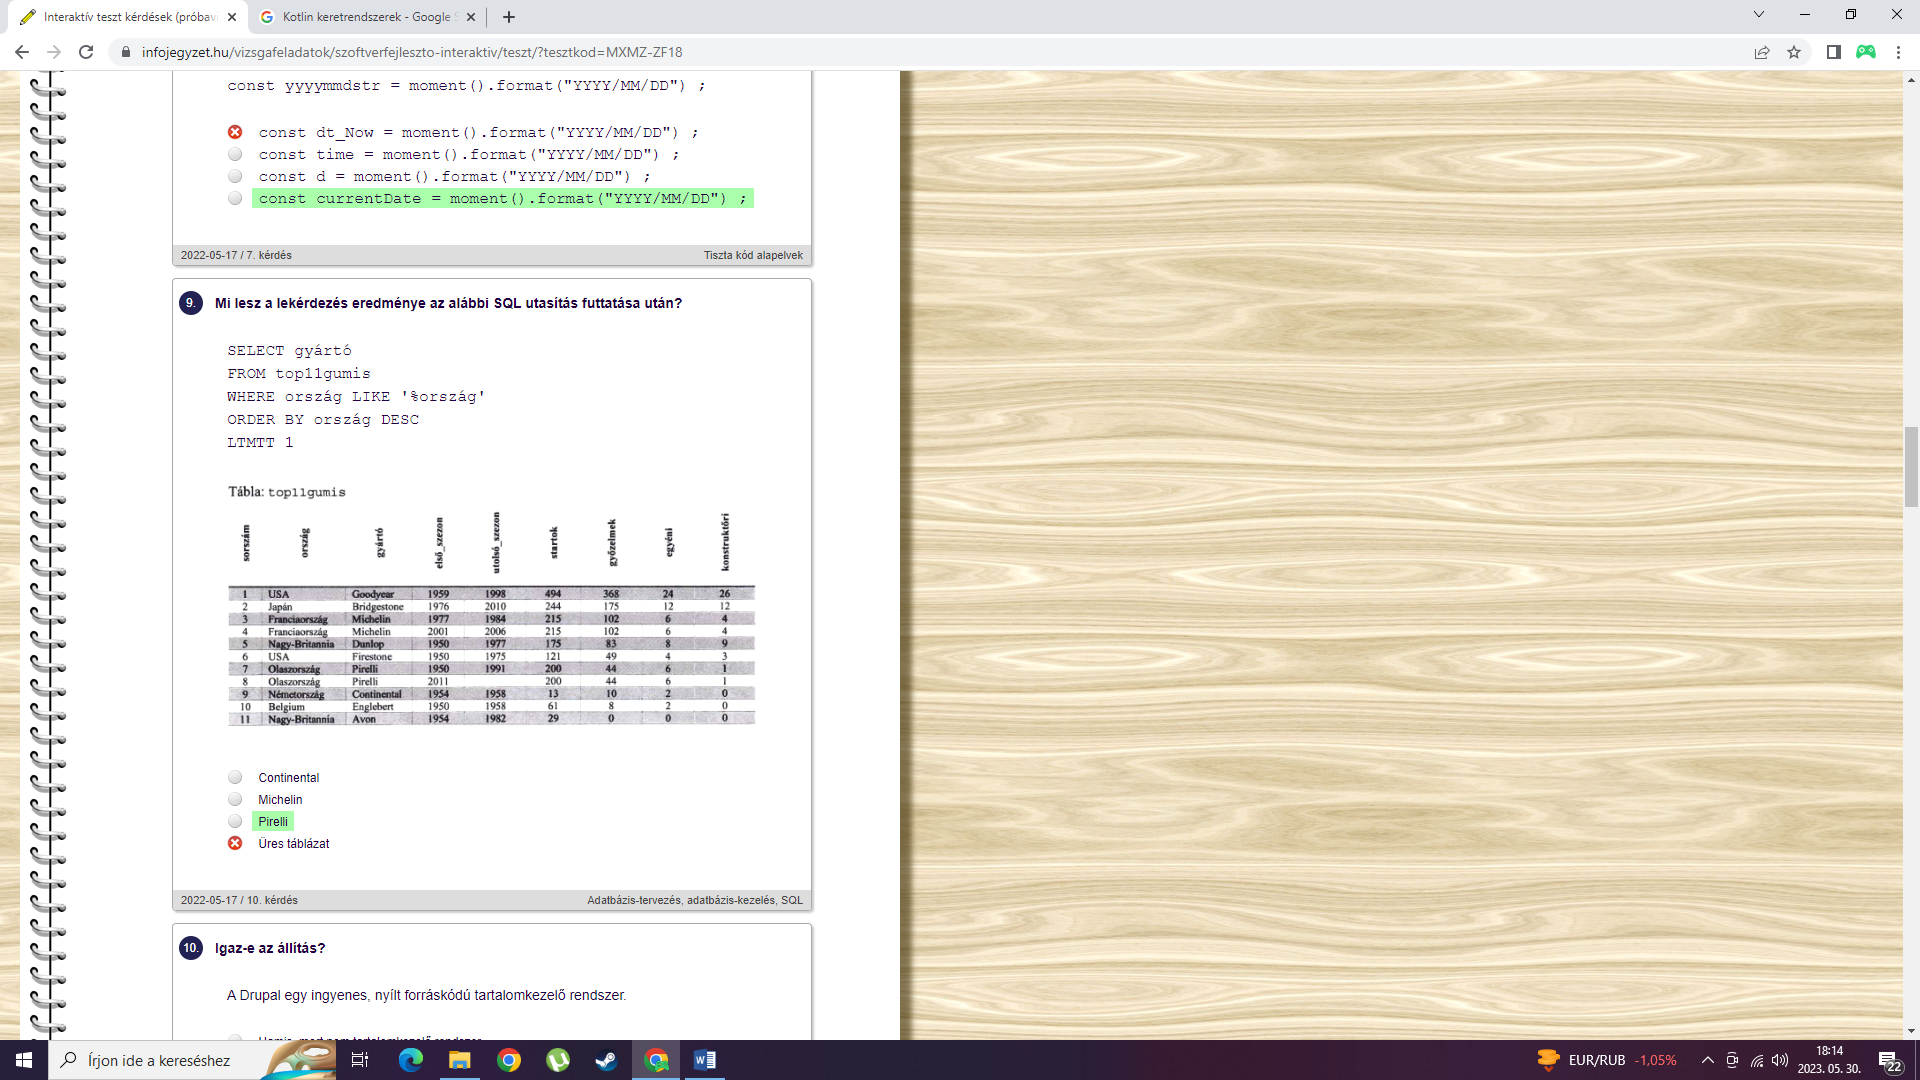 Interaktív teszt kérdések (próbav
Kotlin keretrendszerek - Google S
infojegyzet.hu/vizsgafeladatok/szoftverfejleszto-interaktiv/teszt/?tesztkod=MXMZ-ZF18
const yyyymmdstr = moment().format("YYYY/MM/DD") ;
const dt_Now = moment().format("YYYY/MM/DD") ;
const time = moment().format("YYYY/MM/DD") ;
const d = moment().format("YYYY/MM/DD") ;
const currentDate = moment().format("YYYY/MM/DD") ;
2022-05-17 / 7. kérdés Tiszta kód alapelvek
9. Mi lesz a lekérdezés eredménye az alábbi SQL utasítás futtatása után?
SELECT gyártó
FROM top11gumis
WHERE ország LIKE '%ország'
ORDER BY ország DESC
LTMTT 1
Tábla: top11gumis
sorszám ország gyártó első_szezon utolsó_szezon startok győzelmek egyéni konstruktőri
1 USA Goodyear 1959 1998 494 368 24 26
2 Japán Bridgestone 1976 2010 244 175 12 12
3 Franciaország Michelin 1977 1984 215 102 6 4
4 Franciaország Michelin 2001 2006 215 102 6 4
5 Nagy-Britannia Dunlop 1950 1977 175 83 8 9
6 USA Firestone 1950 1975 121 49 4 3
7 Olaszország Pirelli 1950 1991 200 44 6 1
8 Olaszország Pirelli 2011 200 44 6 1
9 Németország Continental 1954 1958 13 10 2 0
10 Belgium Englebert 1950 1958 61 8 2 0
11 Nagy-Britannia Avon 1954 1982 29 0 0 0
Continental
Michelin
Pirelli
Üres táblázat
2022-05-17 / 10. kérdés Adatbázis-tervezés, adatbázis-kezelés, SQL
10. Igaz-e az állítás?
A Drupal egy ingyenes, nyílt forráskódú tartalomkezelő rendszer.
Hamis, mert nem tartalomkezelő rendszer
Írjon ide a kereséshez
EUR/RUB -1,05%
18:14
2023. 05. 30.
22